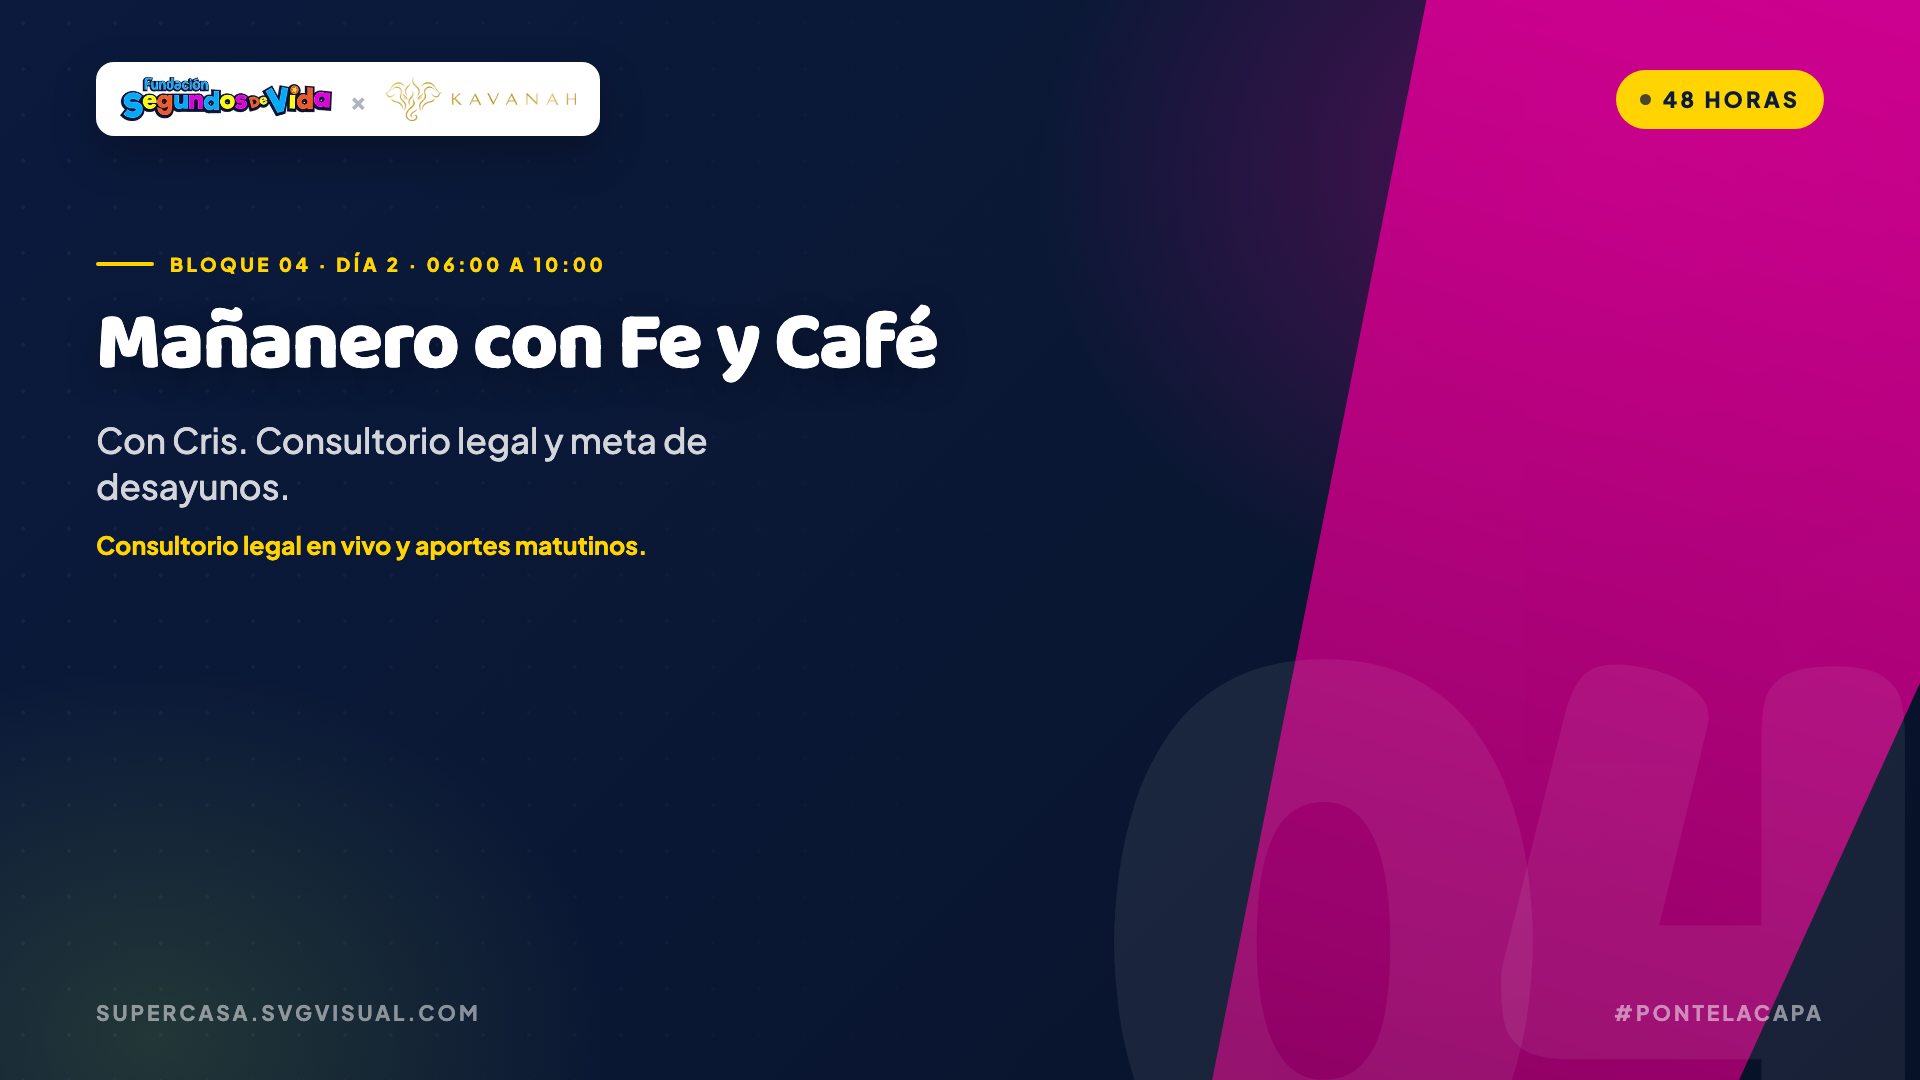 Fundación
Segundos de Vida × KAVANAH
48 HORAS
BLOQUE 04 · DÍA 2 · 06:00 A 10:00
Mañanero con Fe y Café
Con Cris. Consultorio legal y meta de
desayunos.
Consultorio legal en vivo y aportes matutinos.
04
SUPERCASA.SVGVISUAL.COM
#PONTELACAPA